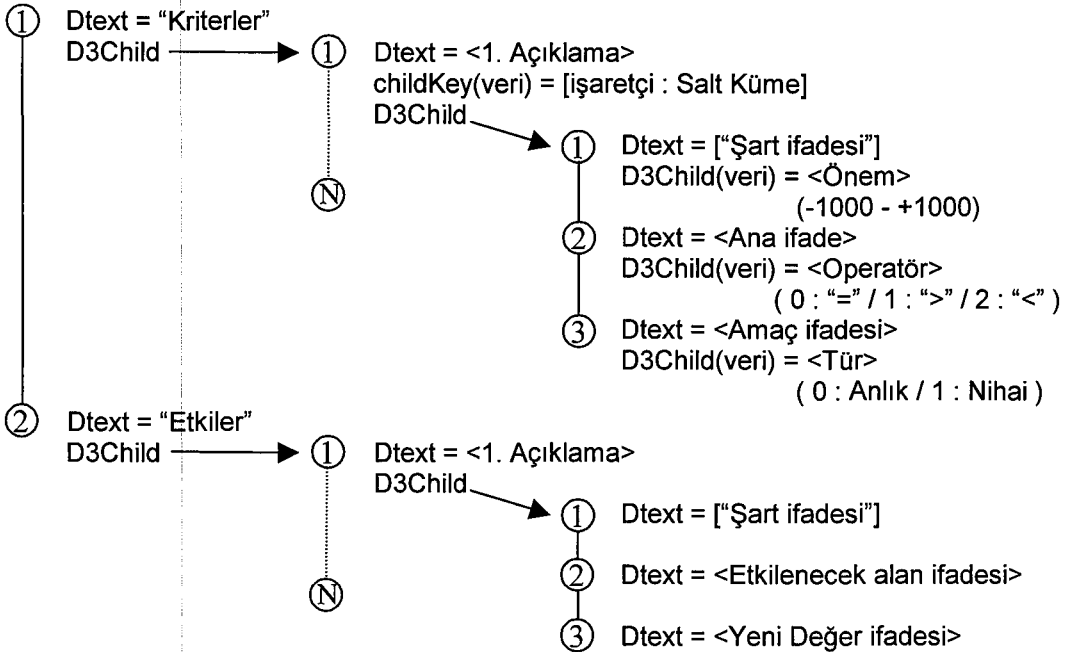 ① Dtext = “Kriterler”
D3Child
① Dtext = <1. Açıklama>
childKey(veri) = [işaretçi : Salt Küme]
D3Child
① Dtext = [“Şart ifadesi”]
D3Child(veri) = <Önem>
(-1000 - +1000)
Ⓝ
② Dtext = <Ana ifade>
D3Child(veri) = <Operatör>
( 0 : “=” / 1 : “>” / 2 : “<” )
③ Dtext = <Amaç ifadesi>
D3Child(veri) = <Tür>
( 0 : Anlık / 1 : Nihai )
② Dtext = “Etkiler”
D3Child
① Dtext = <1. Açıklama>
D3Child
① Dtext = [“Şart ifadesi”]
② Dtext = <Etkilenecek alan ifadesi>
Ⓝ
③ Dtext = <Yeni Değer ifadesi>